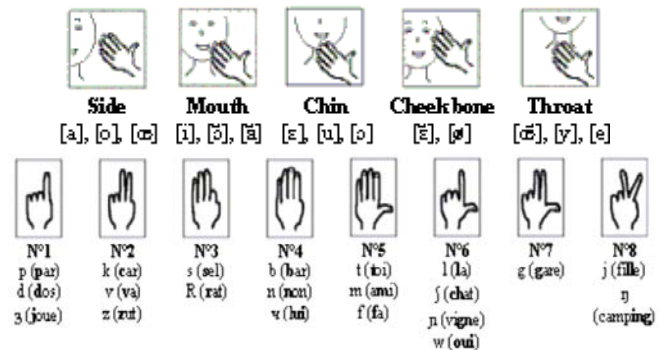 Side Mouth Chin Cheek bone Throat
[a], [o], [œ] [i], [ɔ̃], [ɑ̃] [ɛ], [u], [ɔ] [ɛ̃], [ø] [œ̃], [y], [e]
N°1 N°2 N°3 N°4 N°5 N°6 N°7 N°8
p (par) k (car) s (sel) b (bar) t (toi) l (la) g (gare) j (fille)
d (dos) v (va) R (rat) n (non) m (ami) ʃ (chat) ŋ
ʒ (joue) z (zut) ɥ (lui) f (fa) ɲ (vigne) (camping)
w (oui)